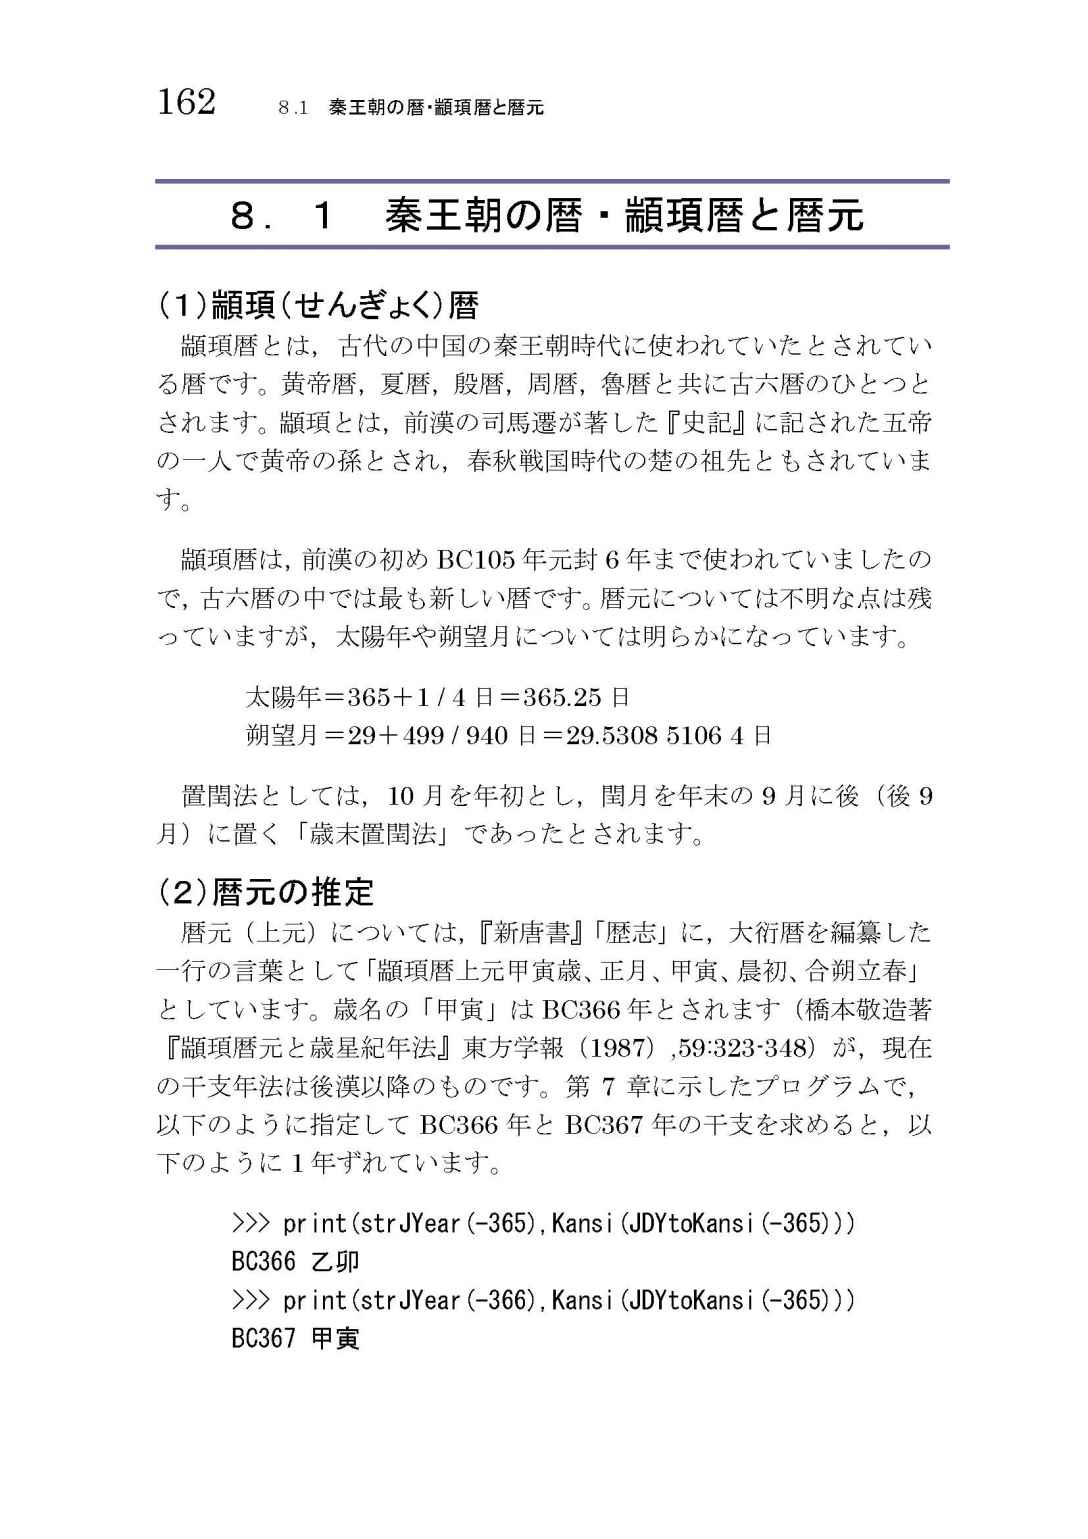 162　8.1　秦王朝の暦・顓頊暦と暦元
８．１　秦王朝の暦・顓頊暦と暦元
（１）顓頊（せんぎょく）暦
　顓頊暦とは，古代の中国の秦王朝時代に使われていたとされてい
る暦です。黄帝暦，夏暦，殷暦，周暦，魯暦と共に古六暦のひとつと
されます。顓頊とは，前漢の司馬遷が著した『史記』に記された五帝
の一人で黄帝の孫とされ，春秋戦国時代の楚の祖先ともされていま
す。
　顓頊暦は，前漢の初め BC105 年元封 6 年まで使われていましたの
で，古六暦の中では最も新しい暦です。暦元については不明な点は残
っていますが，太陽年や朔望月については明らかになっています。
太陽年＝365＋1 / 4 日＝365.25 日
朔望月＝29＋499 / 940 日＝29.5308 5106 4 日
　置閏法としては，10 月を年初とし，閏月を年末の 9 月に後（後 9
月）に置く「歳末置閏法」であったとされます。
（２）暦元の推定
　暦元（上元）については，『新唐書』「歴志」に，大衍暦を編纂した
一行の言葉として「顓頊暦上元甲寅歳、正月、甲寅、晨初、合朔立春」
としています。歳名の「甲寅」は BC366 年とされます（橋本敬造著
『顓頊暦元と歳星紀年法』東方学報（1987）,59:323-348）が，現在
の干支年法は後漢以降のものです。第 7 章に示したプログラムで，
以下のように指定して BC366 年と BC367 年の干支を求めると，以
下のように 1 年ずれています。
>>> print(strJYear(-365),Kansi(JDYtoKansi(-365)))
BC366 乙卯
>>> print(strJYear(-366),Kansi(JDYtoKansi(-365)))
BC367 甲寅